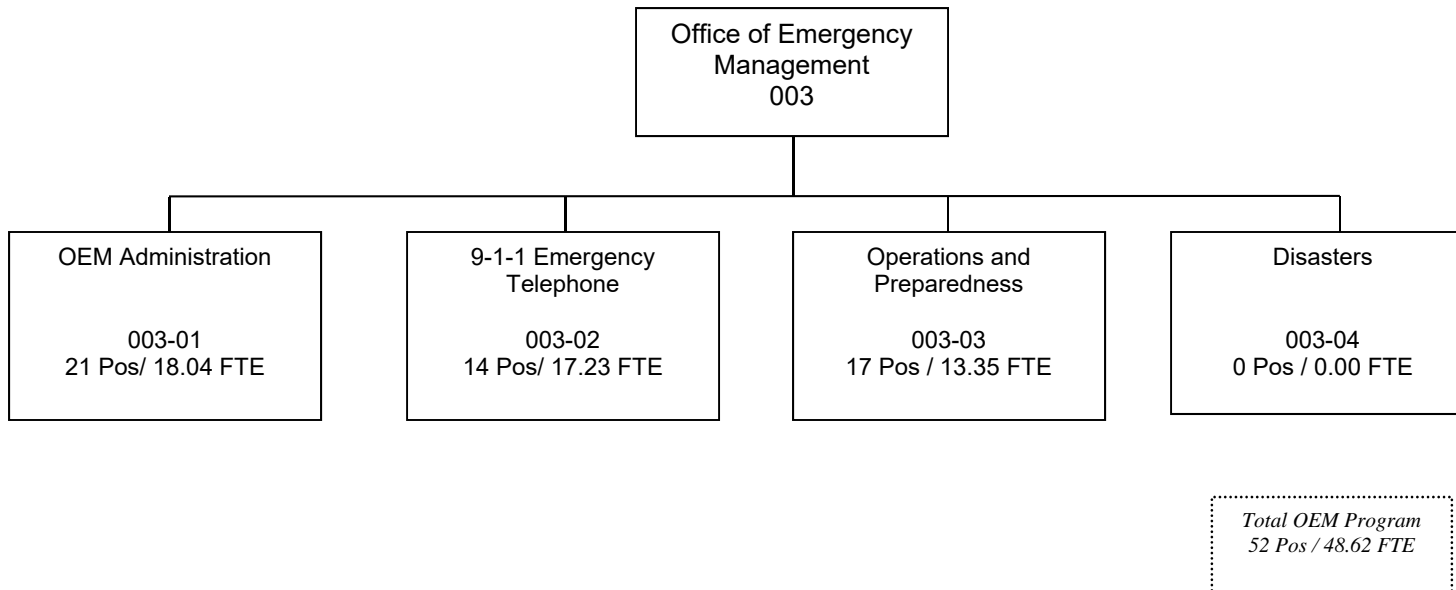 Office of Emergency
Management
003
OEM Administration
003-01
21 Pos/ 18.04 FTE
9-1-1 Emergency
Telephone
003-02
14 Pos/ 17.23 FTE
Operations and
Preparedness
003-03
17 Pos / 13.35 FTE
Disasters
003-04
0 Pos / 0.00 FTE
Total OEM Program
52 Pos / 48.62 FTE